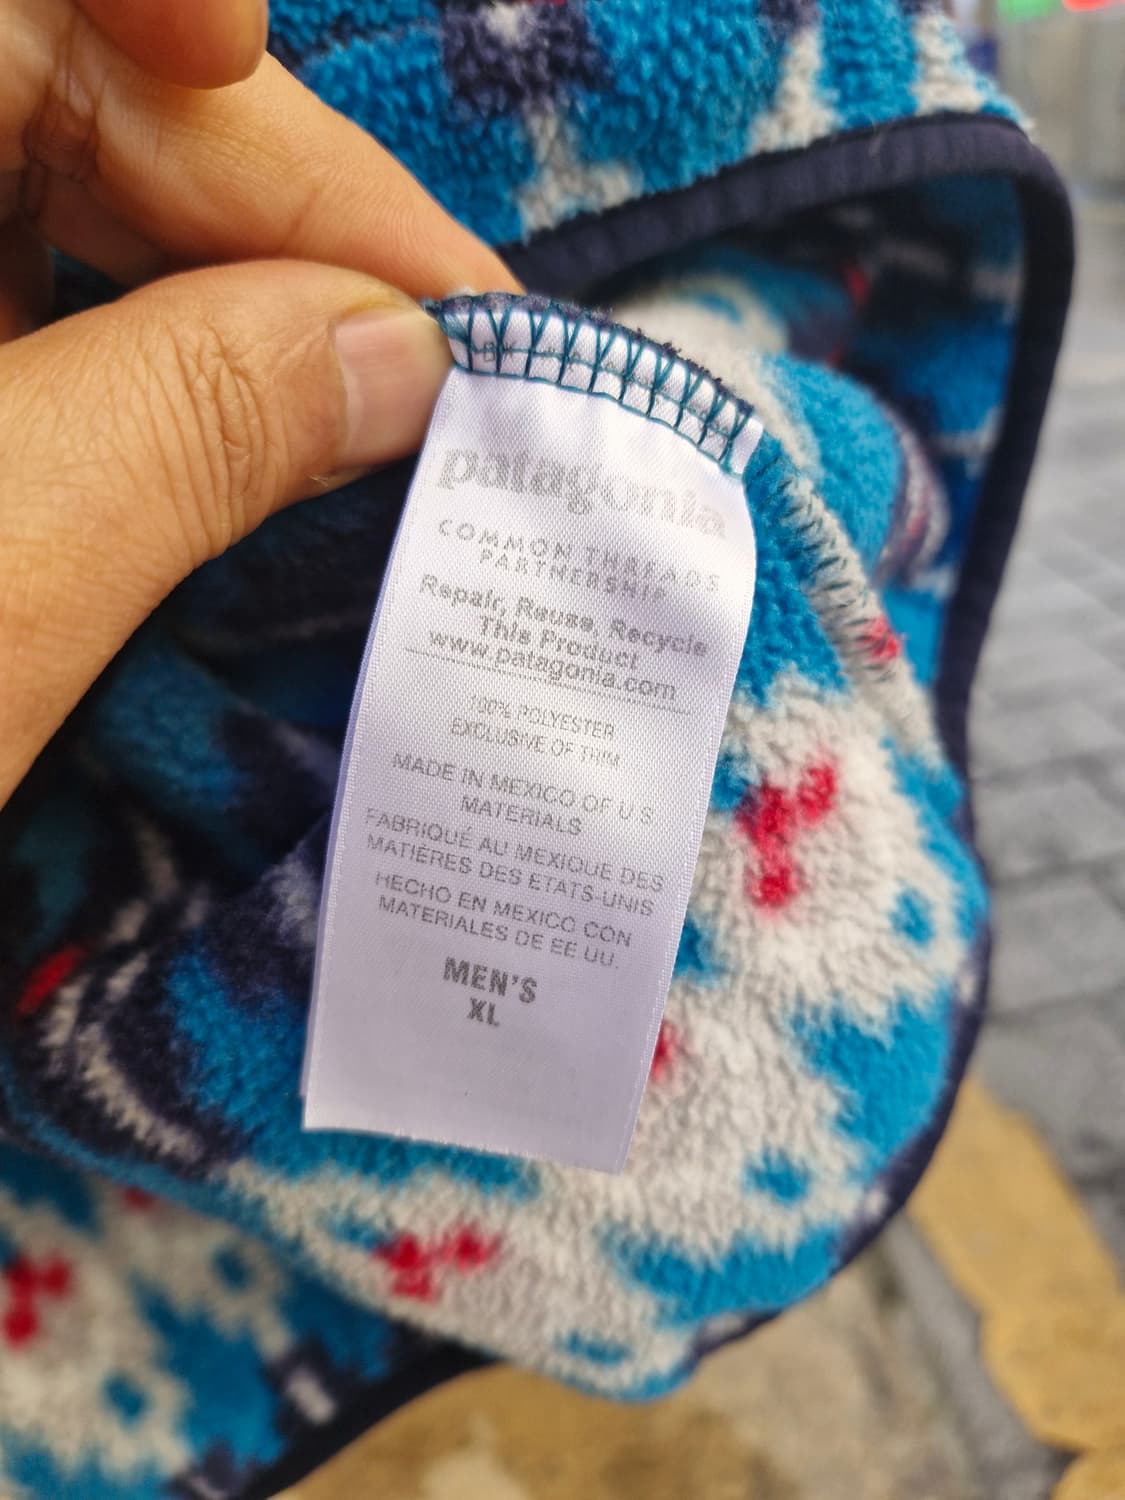 patagonia
COMMON THREADS
PARTNERSHIP
Repair, Reuse, Recycle
This Product
www.patagonia.com
100% POLYESTER
EXCLUSIVE OF TRIM
MADE IN MEXICO OF U.S.
MATERIALS
FABRIQUÉ AU MEXIQUE DES
MATIÈRES DES ETATS-UNIS
HECHO EN MEXICO CON
MATERIALES DE EE.UU.
MEN'S
XL